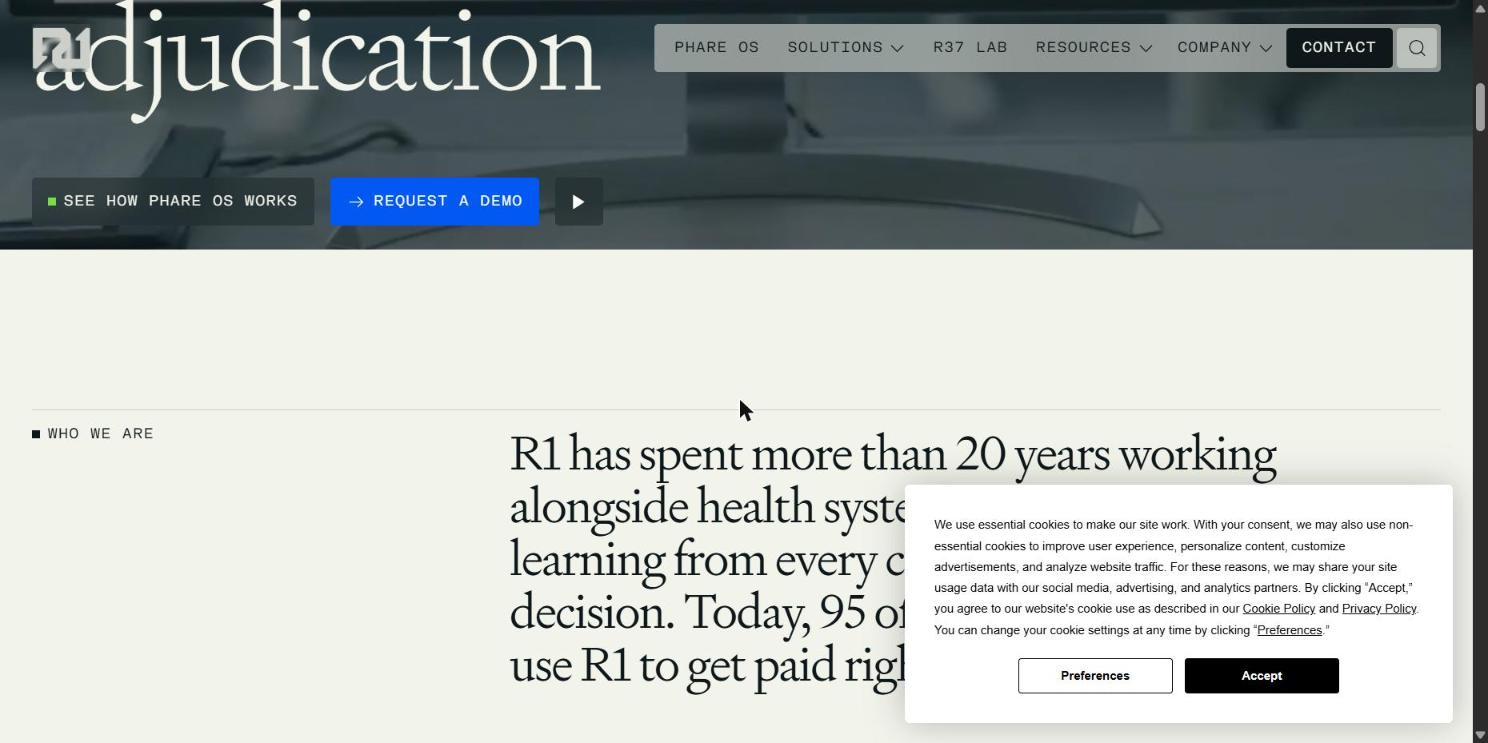 adjudication
R1
PHARE OS SOLUTIONS R37 LAB RESOURCES COMPANY CONTACT
SEE HOW PHARE OS WORKS
→ REQUEST A DEMO
WHO WE ARE
R1 has spent more than 20 years working
alongside health syste
learning from every c
decision. Today, 95 of
use R1 to get paid righ
We use essential cookies to make our site work. With your consent, we may also use non-
essential cookies to improve user experience, personalize content, customize
advertisements, and analyze website traffic. For these reasons, we may share your site
usage data with our social media, advertising, and analytics partners. By clicking “Accept,”
you agree to our website's cookie use as described in our Cookie Policy and Privacy Policy.
You can change your cookie settings at any time by clicking “Preferences.”
Preferences
Accept